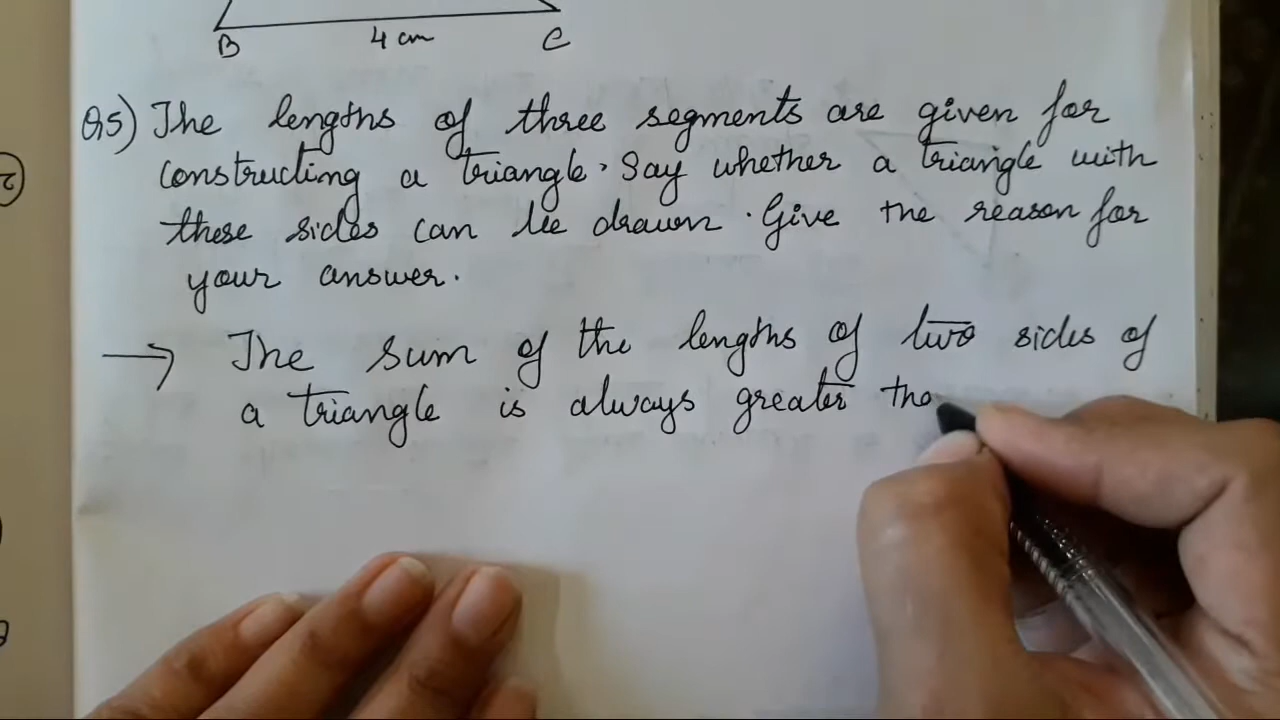 B 4 cm C
Q5) The lengths of three segments are given for
constructing a triangle. Say whether a triangle with
these sides can be drawn. Give the reason for
your answer.
→ The sum of the lengths of two sides of
a triangle is always greater tha